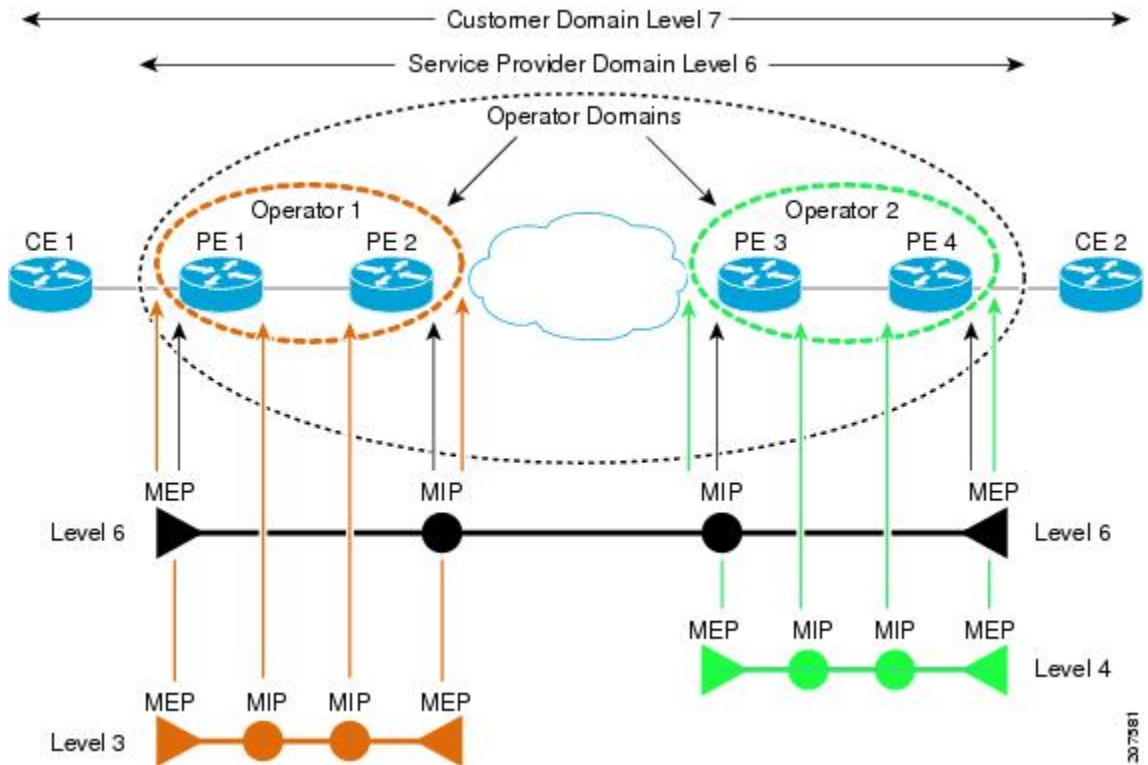 Customer Domain Level 7
Service Provider Domain Level 6
Operator Domains
Operator 1
Operator 2
CE 1
PE 1
PE 2
PE 3
PE 4
CE 2
MEP
MIP
MIP
MEP
Level 6
Level 6
MEP
MIP
MIP
MEP
Level 4
MEP
MIP
MIP
MEP
Level 3
207581